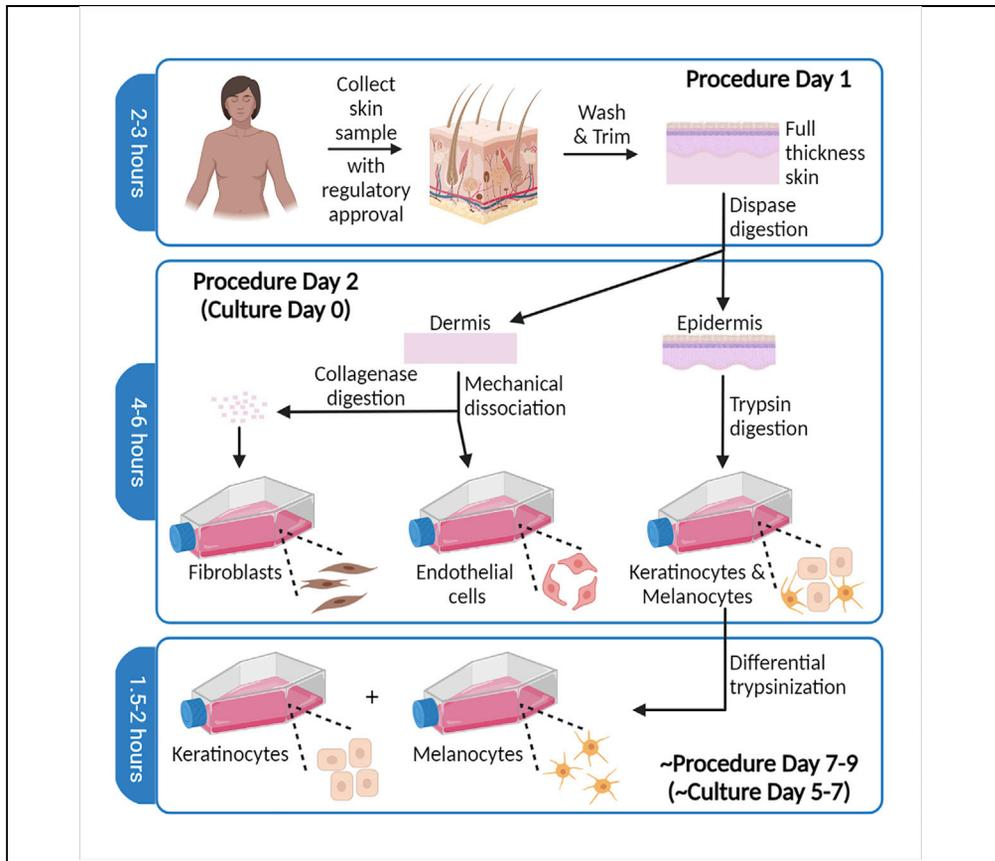 2-3 hours
Procedure Day 1
Collect
skin
sample
with
regulatory
approval
Wash
& Trim
Full
thickness
skin
Dispase
digestion
4-6 hours
Procedure Day 2
(Culture Day 0)
Dermis
Epidermis
Collagenase
digestion
Mechanical
dissociation
Trypsin
digestion
Fibroblasts
Endothelial
cells
Keratinocytes &
Melanocytes
1.5-2 hours
Differential
trypsinization
Keratinocytes
+
Melanocytes
~Procedure Day 7-9
(~Culture Day 5-7)